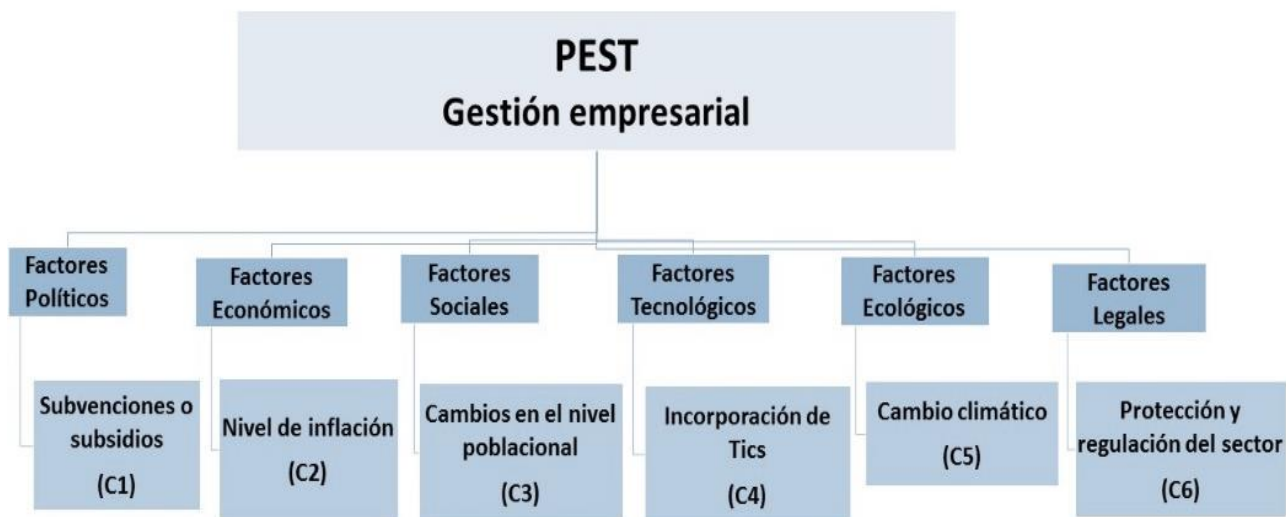 PEST
Gestión empresarial
Factores
Políticos
Factores
Económicos
Factores
Sociales
Factores
Tecnológicos
Factores
Ecológicos
Factores
Legales
Subvenciones o
subsidios
(C1)
Nivel de inflación
(C2)
Cambios en el nivel
poblacional
(C3)
Incorporación de
Tics
(C4)
Cambio climático
(C5)
Protección y
regulación del sector
(C6)